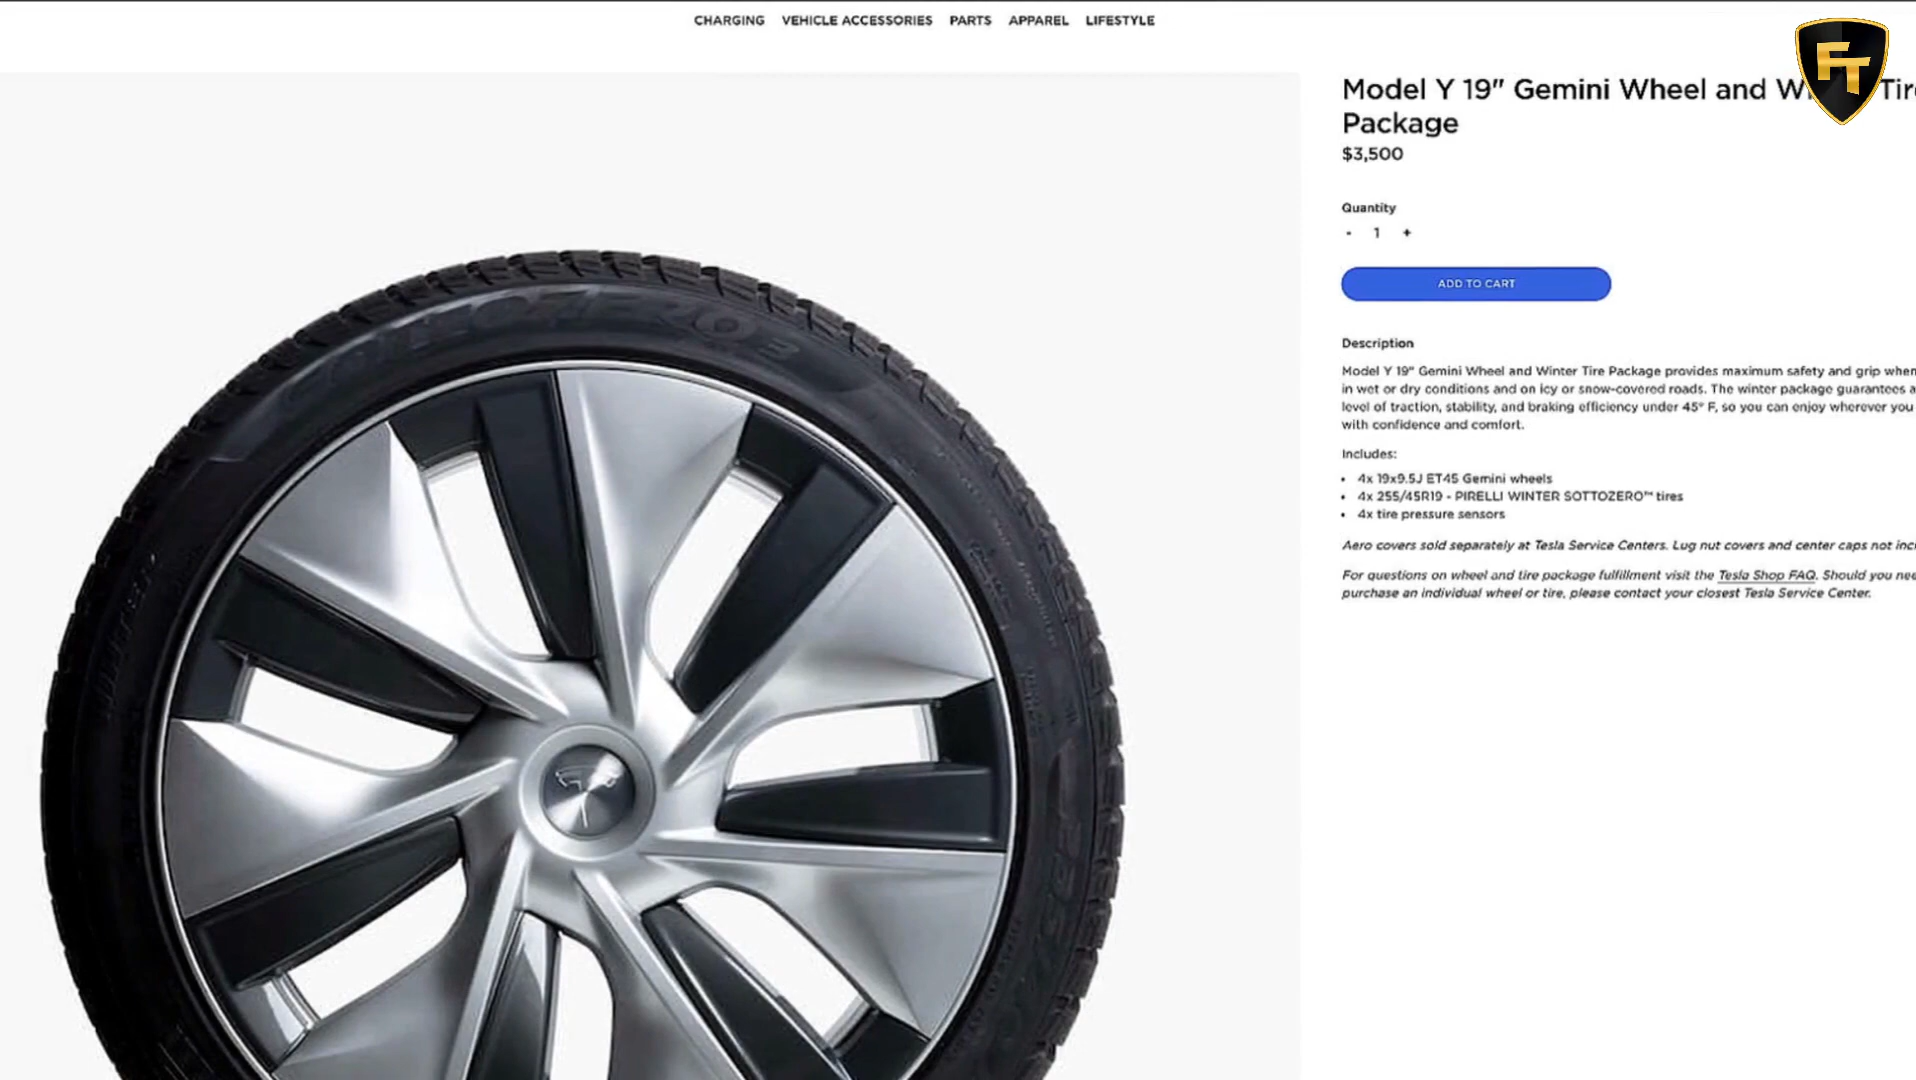 CHARGING VEHICLE ACCESSORIES PARTS APPAREL LIFESTYLE
FT
Model Y 19" Gemini Wheel and
Package
$3,500
Quantity
- 1 +
ADD TO CART
Description
Model Y 19" Gemini Wheel and Winter Tire Package provides maximum safety and grip when
in wet or dry conditions and on icy or snow-covered roads. The winter package guarantees a
level of traction, stability, and braking efficiency under 45° F, so you can enjoy wherever you
with confidence and comfort.
Includes:
• 4x 19x9.5J ET45 Gemini wheels
• 4x 255/45R19 - PIRELLI WINTER SOTTOZERO™ tires
• 4x tire pressure sensors
Aero covers sold separately at Tesla Service Centers. Lug nut covers and center caps not
For questions on wheel and tire package fulfillment visit the Tesla Shop FAQ. Should you
purchase an individual wheel or tire, please contact your closest Tesla Service Center.